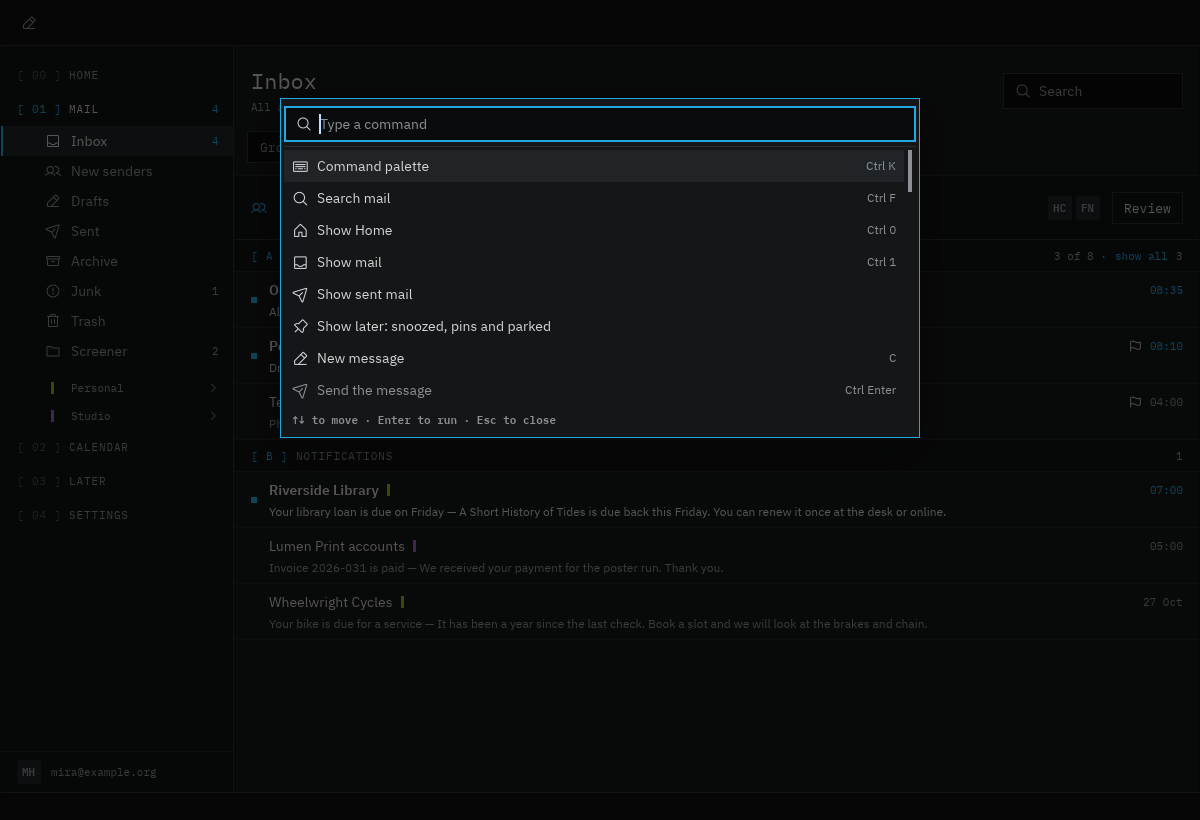 [ 00 ] HOME
[ 01 ] MAIL 4
Inbox 4
New senders
Drafts
Sent
Archive
Junk 1
Trash
Screener 2
Personal
Studio
[ 02 ] CALENDAR
[ 03 ] LATER
[ 04 ] SETTINGS
MH mira@example.org
Inbox
All
Search
Type a command
Command palette Ctrl K
Search mail Ctrl F
Show Home Ctrl 0
Show mail Ctrl 1
Show sent mail
Show later: snoozed, pins and parked
New message C
Send the message Ctrl Enter
↑↓ to move · Enter to run · Esc to close
HC FN Review
[ A 3 of 8 · show all 3
08:35
08:10
04:00
[ B ] NOTIFICATIONS 1
Riverside Library 07:00
Your library loan is due on Friday — A Short History of Tides is due back this Friday. You can renew it once at the desk or online.
Lumen Print accounts 05:00
Invoice 2026-031 is paid — We received your payment for the poster run. Thank you.
Wheelwright Cycles 27 Oct
Your bike is due for a service — It has been a year since the last check. Book a slot and we will look at the brakes and chain.